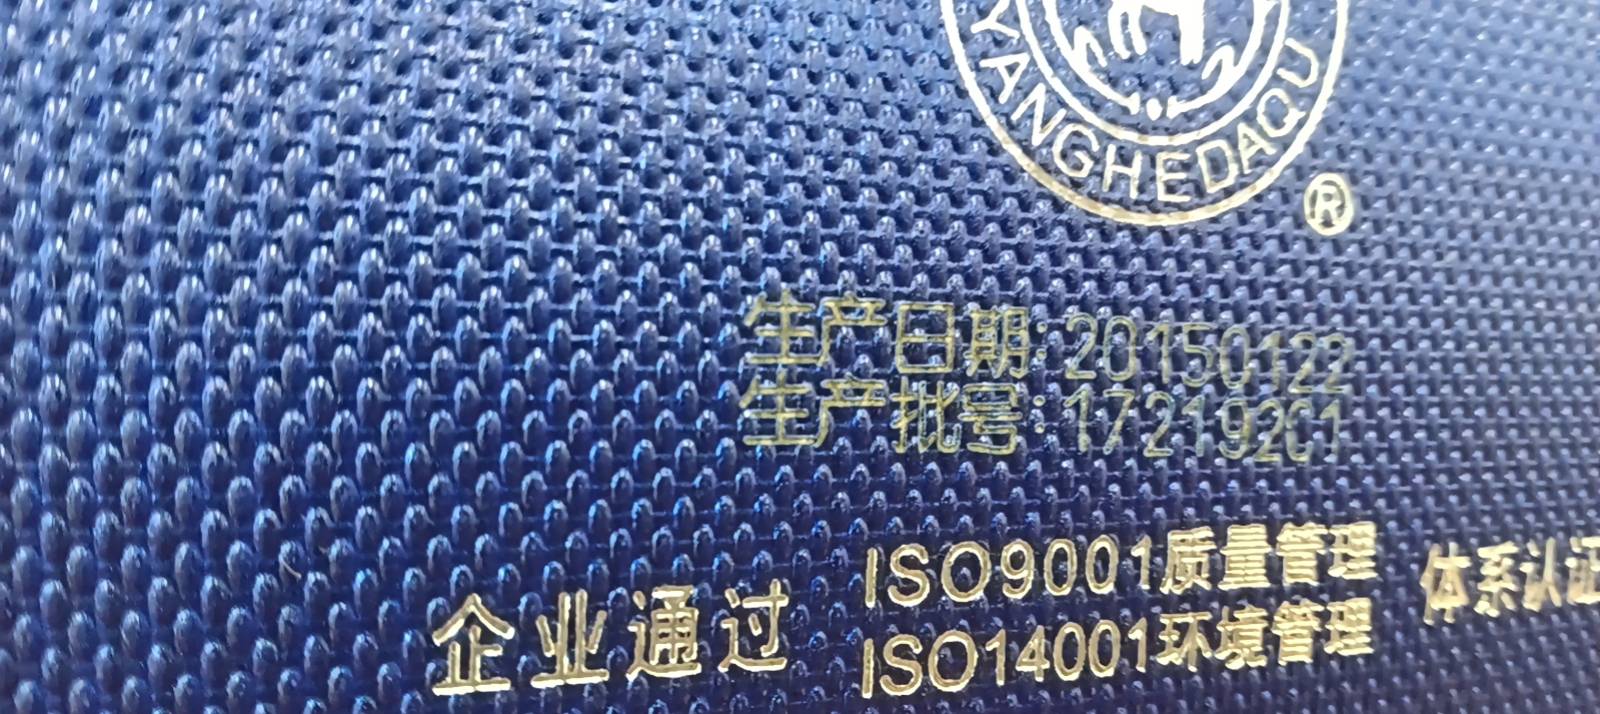 YANGHEDAQU
®
生产日期:20150122
生产批号:172192C1
企业通过 ISO9001质量管理 体系认证
ISO14001环境管理